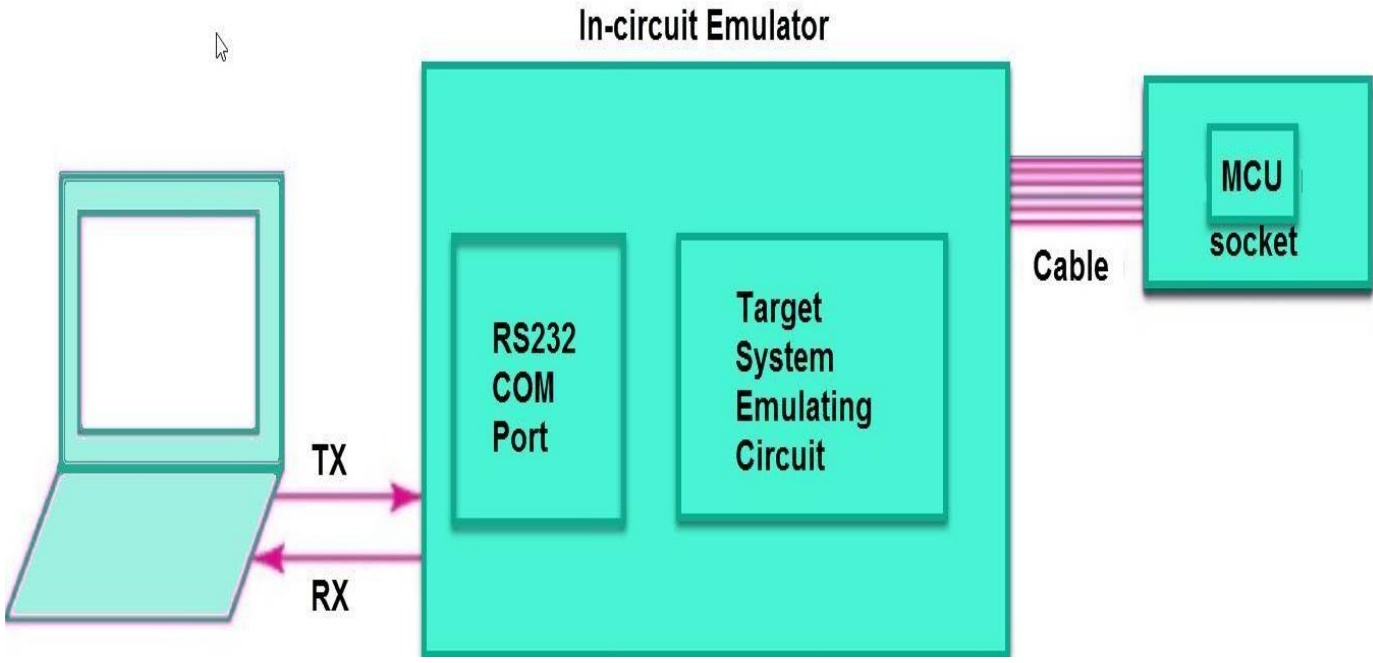 In-circuit Emulator
MCU
socket
Cable
RS232
COM
Port
Target
System
Emulating
Circuit
TX
RX